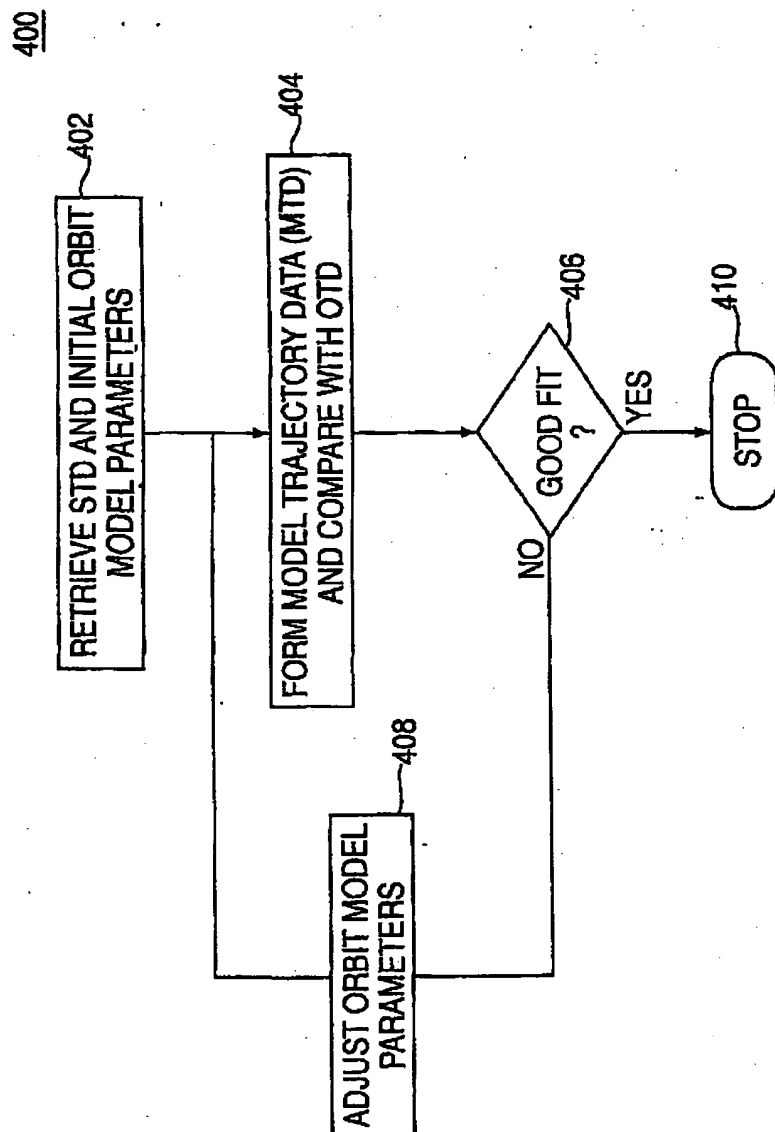 400
RETRIEVE STD AND INITIAL ORBIT
MODEL PARAMETERS
402
FORM MODEL TRAJECTORY DATA (MTD)
AND COMPARE WITH OTD
404
GOOD FIT
?
406
NO
YES
ADJUST ORBIT MODEL
PARAMETERS
408
STOP
410